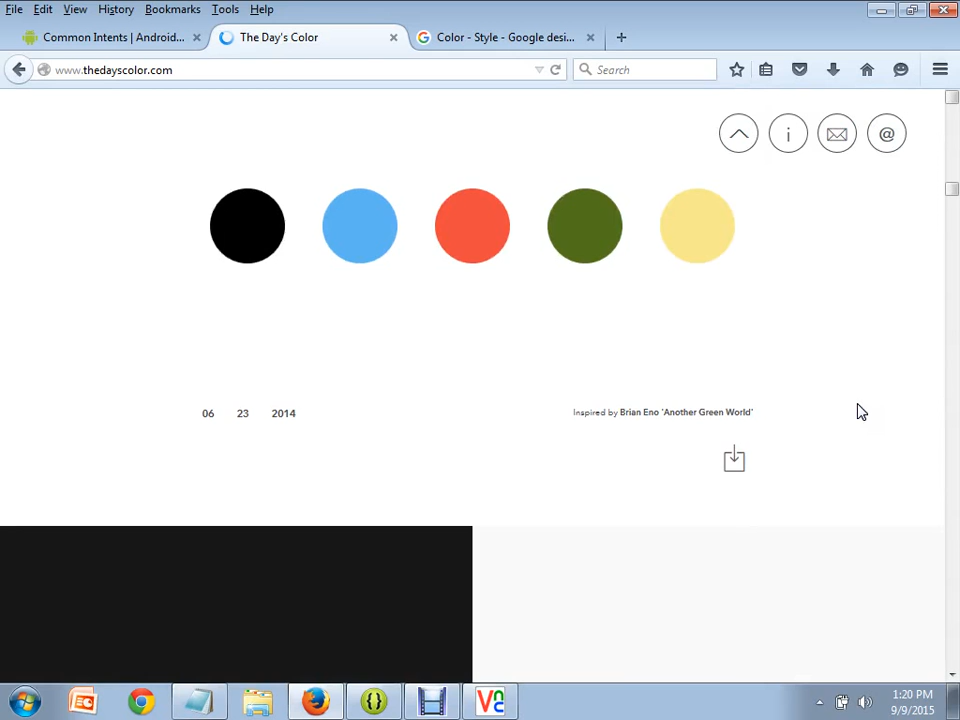 File Edit View History Bookmarks Tools Help
Common Intents | Android... The Day's Color Color - Style - Google desi...
www.thedayscolor.com Search
i @
06 23 2014 Inspired by Brian Eno 'Another Green World'
1:20 PM
9/9/2015